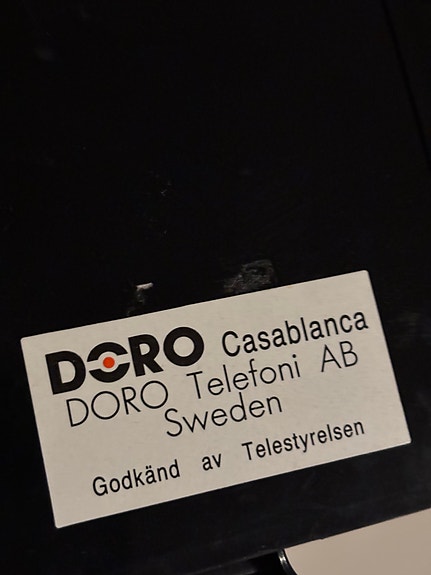 DORO Casablanca
DORO Telefoni AB
Sweden
Godkänd av Telestyrelsen